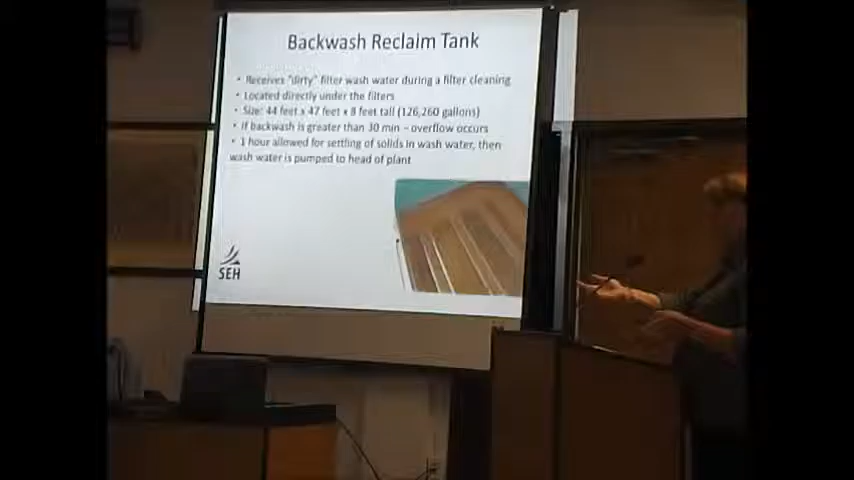 Backwash Reclaim Tank
• Receives "dirty" filter wash water during a filter cleaning
• Located directly under the filters
• Size: 44 feet x 47 feet x 8 feet tall (126,260 gallons)
• If backwash is greater than 30 min – overflow occurs
• 1 hour allowed for settling of solids in wash water, then
wash water is pumped to head of plant
SEH